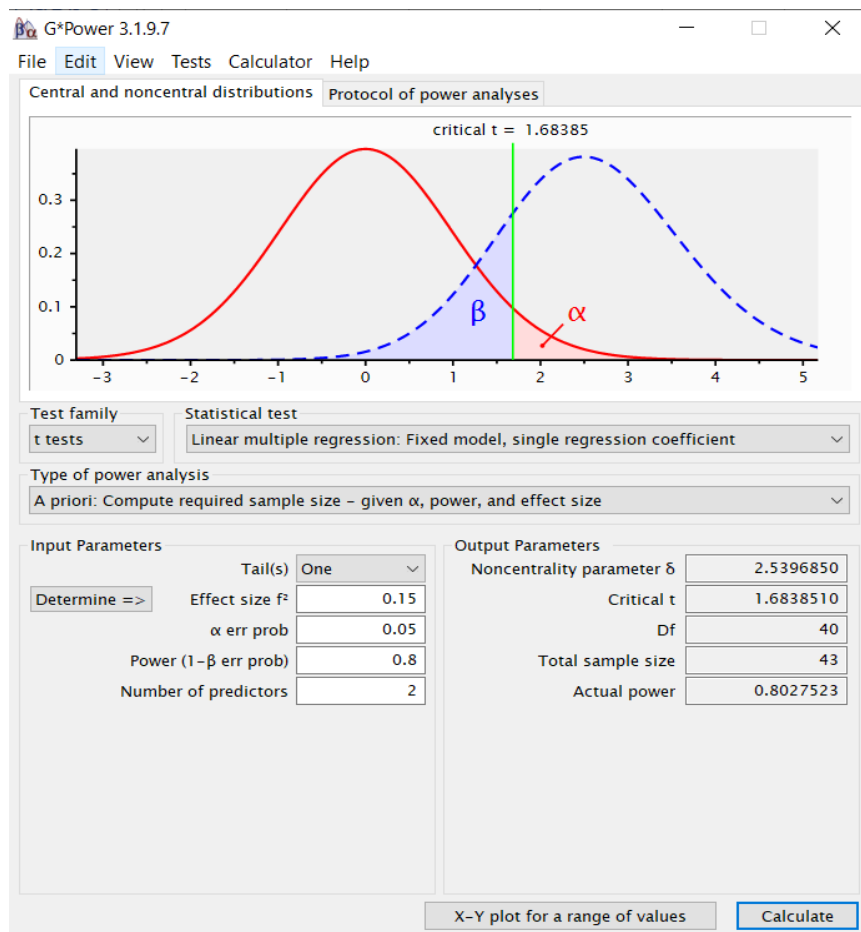 G*Power 3.1.9.7
File Edit View Tests Calculator Help
Central and noncentral distributions Protocol of power analyses
critical t = 1.68385
0.3
0.2
0.1
0
β
α
-3 -2 -1 0 1 2 3 4 5
Test family Statistical test
t tests Linear multiple regression: Fixed model, single regression coefficient
Type of power analysis
A priori: Compute required sample size – given α, power, and effect size
Input Parameters Output Parameters
Tail(s) One Noncentrality parameter δ 2.5396850
Determine => Effect size f² 0.15 Critical t 1.6838510
α err prob 0.05 Df 40
Power (1-β err prob) 0.8 Total sample size 43
Number of predictors 2 Actual power 0.8027523
X-Y plot for a range of values Calculate